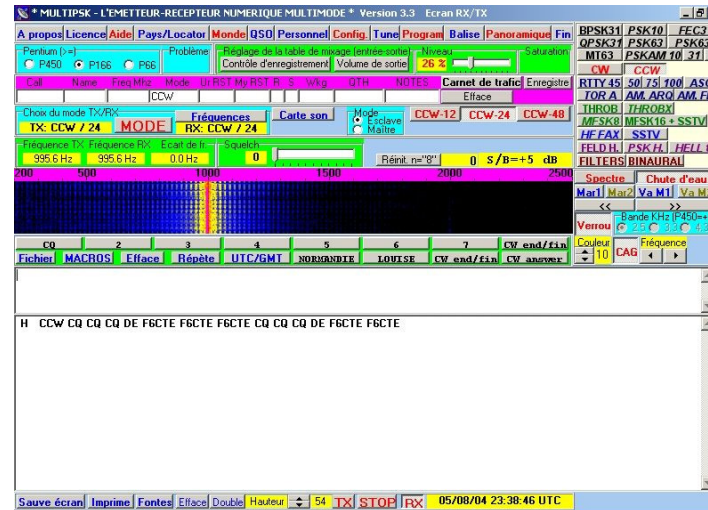 * MULTIPSK - L'EMETTEUR-RECEPTEUR NUMERIQUE MULTIMODE * Version 3.3 Ecran RX/TX
A propos Licence Aide Pays/Locator Monde QSO Personnel Config. Tune Program Balise Panoramique Fin
BPSK31 PSK10 FEC3
QPSK31 PSK63 PSK6
MT63 PSKAM 10 31
CW CCW
RTTY 45 50 75 100 ASC
TOR A AM. ARQ AM. F
THROB THROBX
MFSK8 MFSK16 + SSTV
HF FAX SSTV
FELD H. PSK H. HELL
FILTERS BINAURAL
Spectre Chute d'eau
Mar1 Mar2 Va M1 Va M
<< >>
Verrou Bande KHz (P450=+
2.5 3.3 4.3
Couleur 10 CAG Fréquence
Pentium (>=) Problème
P450 P166 P66
Réglage de la table de mixage (entrée-sortie)
Contrôle d'enregistrement Volume de sortie
Niveau Saturation
26 %
Call Name Freq Mhz Mode Ur RST My RST R S Wkg QTH NOTES Carnet de trafic Enregistre
CCW Efface
Choix du mode TX/RX
TX: CCW / 24 MODE Fréquences
RX: CCW / 24
Carte son
Mode
Esclave
Maître
CCW-12 CCW-24 CCW-48
Fréquence TX Fréquence RX Ecart de fr. Squelch
995.6 Hz 995.6 Hz 0.0 Hz 0 Réinit. n="8" 0 S/B=+5 dB
200 500 1000 1500 2000 2500
CQ 2 3 4 5 6 7 CW end/fin
Fichier MACROS Efface Répète UTC/GMT NORMANDIE LOUISE CW end/fin CW answer
H CCW CQ CQ CQ DE F6CTE F6CTE F6CTE CQ CQ CQ DE F6CTE F6CTE
Sauve écran Imprime Fontes Efface Double Hauteur 54 TX STOP RX 05/08/04 23:38:46 UTC